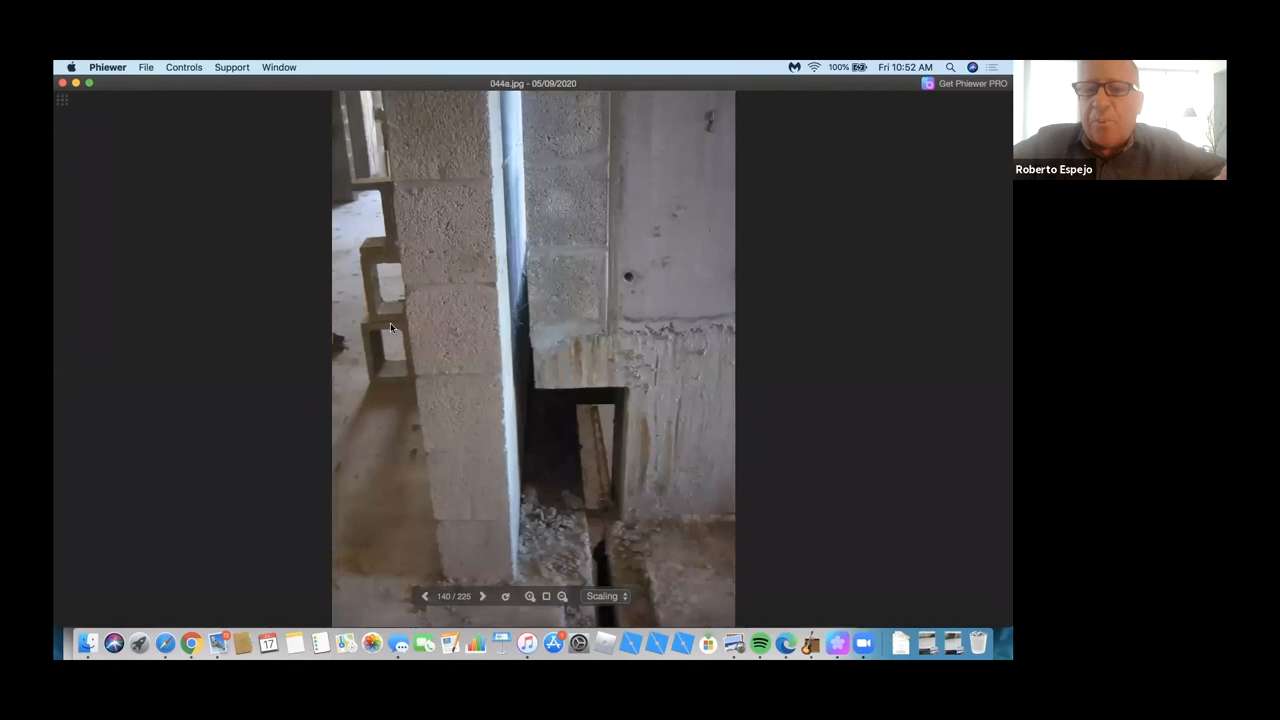 Phiewer File Controls Support Window 100% Fri 10:52 AM
044a.jpg - 05/09/2020 Get Phiewer PRO
Roberto Espejo
140 / 225 Scaling
17